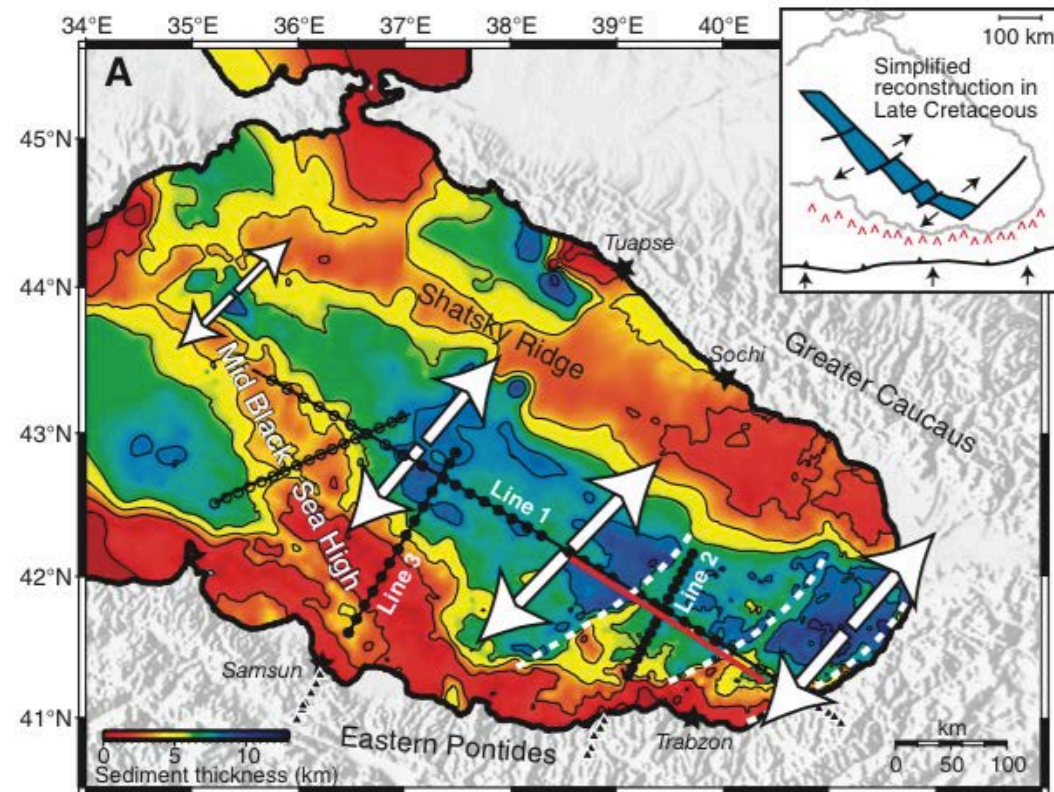 34°E 35°E 36°E 37°E 38°E 39°E 40°E
A
100 km
Simplified
reconstruction in
Late Cretaceous
45°N
44°N
43°N
42°N
41°N
Tuapse
Shatsky Ridge
Sochi
Greater Caucaus
Mid Black
Sea High
Line 1
Line 2
Line 3
Samsun
Trabzon
Eastern Pontides
0 5 10
Sediment thickness (km)
km
0 50 100